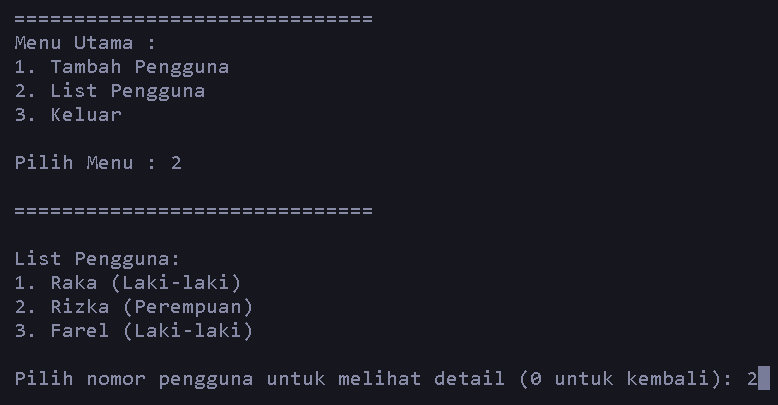 ==============================
Menu Utama :
1. Tambah Pengguna
2. List Pengguna
3. Keluar
Pilih Menu : 2
==============================
List Pengguna:
1. Raka (Laki-laki)
2. Rizka (Perempuan)
3. Farel (Laki-laki)
Pilih nomor pengguna untuk melihat detail (0 untuk kembali): 2